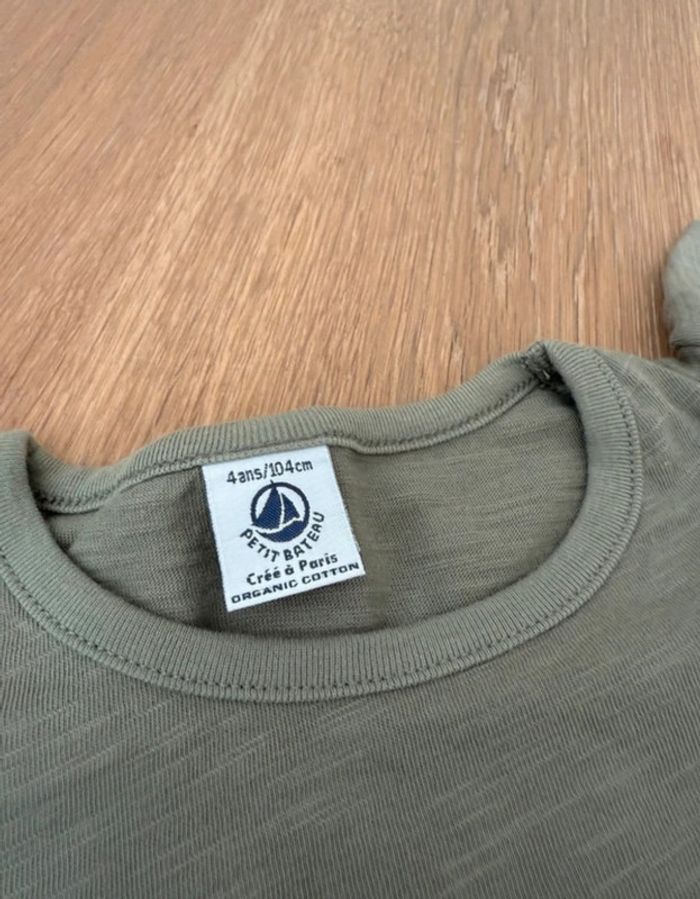 4ans/104cm
PETIT BATEAU
Créé à Paris
ORGANIC COTTON